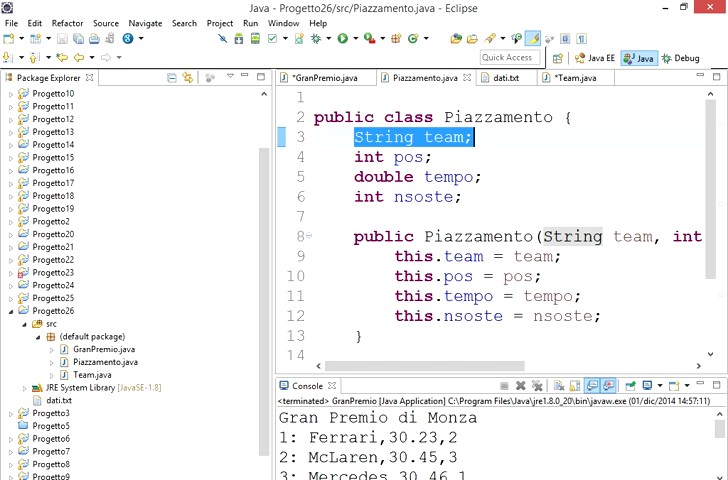 Java - Progetto26/src/Piazzamento.java - Eclipse
File Edit Refactor Source Navigate Search Project Run Window Help
Quick Access
Java EE
Java
Debug
Package Explorer
Progetto10
Progetto11
Progetto12
Progetto13
Progetto14
Progetto15
Progetto16
Progetto17
Progetto18
Progetto19
Progetto2
Progetto20
Progetto21
Progetto22
Progetto23
Progetto24
Progetto25
Progetto26
src
(default package)
GranPremio.java
Piazzamento.java
Team.java
JRE System Library [JavaSE-1.8]
dati.txt
Progetto3
Progetto5
Progetto6
Progetto7
Progetto8
Progetto9
*GranPremio.java
Piazzamento.java
dati.txt
*Team.java
1
2 public class Piazzamento {
3 String team;
4 int pos;
5 double tempo;
6 int nsoste;
7
8 public Piazzamento(String team, int
9 this.team = team;
10 this.pos = pos;
11 this.tempo = tempo;
12 this.nsoste = nsoste;
13 }
14
Console
<terminated> GranPremio [Java Application] C:\Program Files\Java\jre1.8.0_20\bin\javaw.exe (01/dic/2014 14:57:11)
Gran Premio di Monza
1: Ferrari,30.23,2
2: McLaren,30.45,3
3: Mercedes,30.46,1